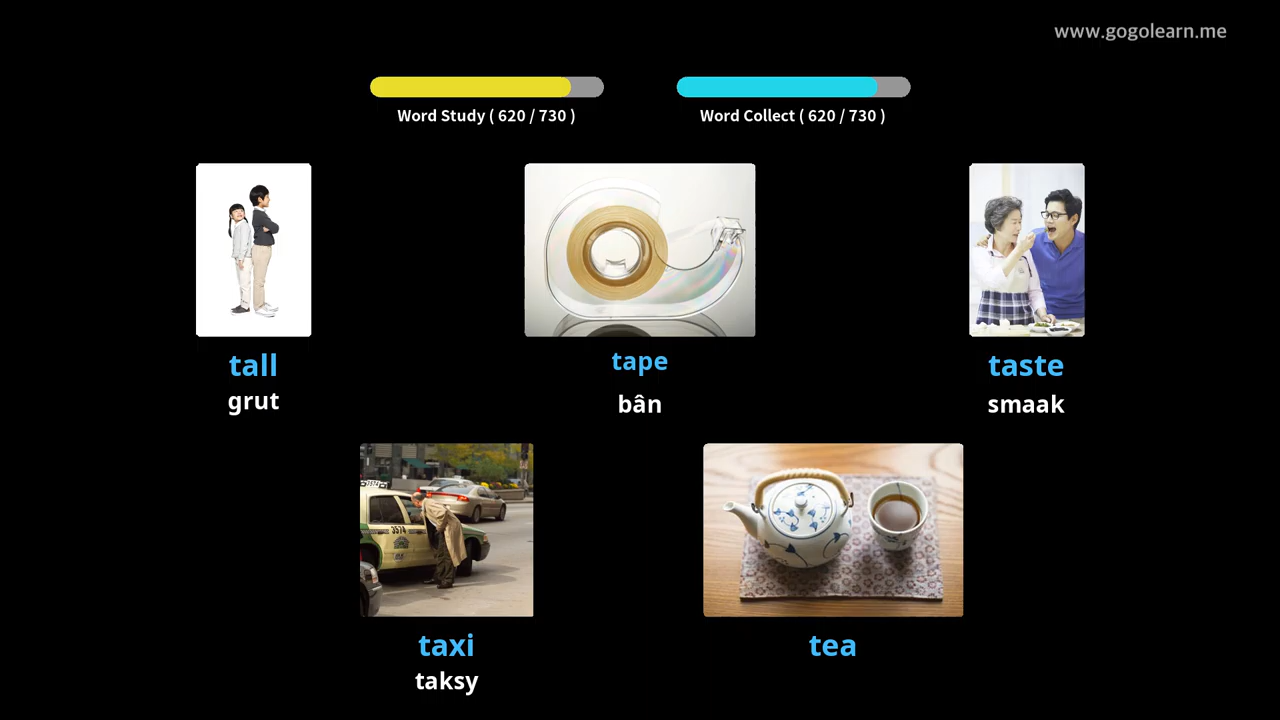 www.gogolearn.me
Word Study ( 620 / 730 )
Word Collect ( 620 / 730 )
tall
grut
tape
bân
taste
smaak
3574
taxi
taksy
tea